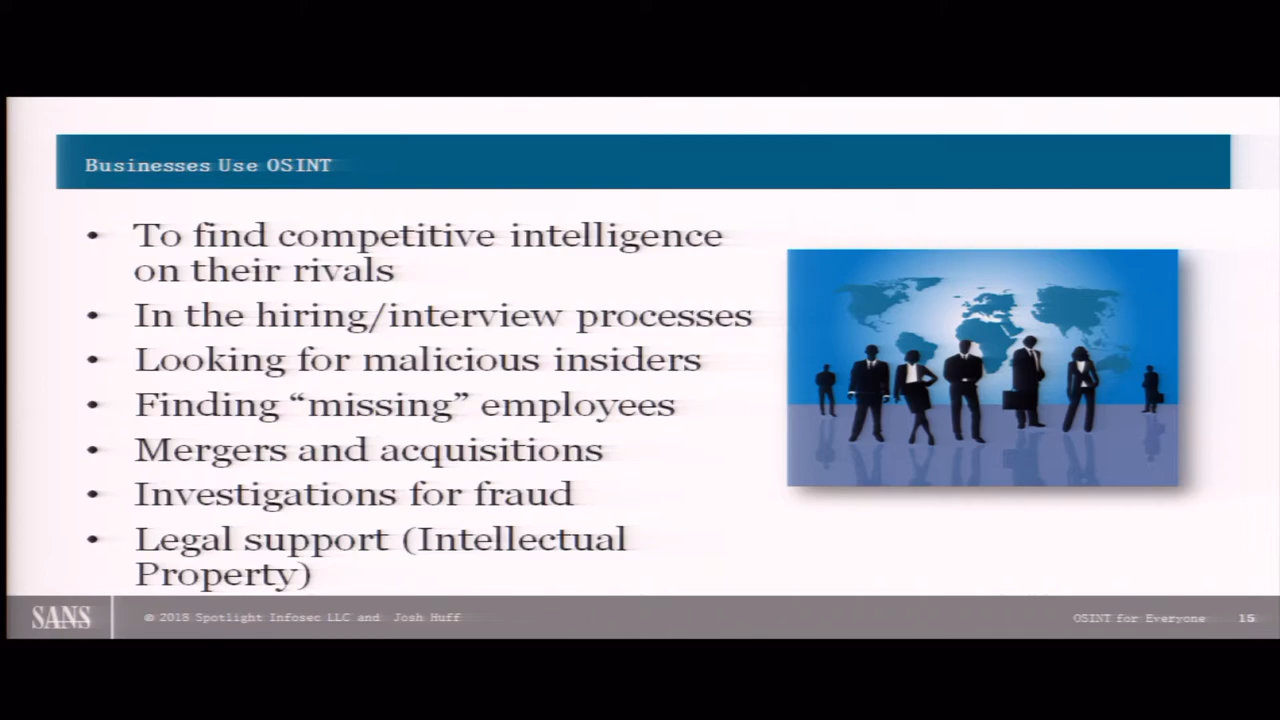 Businesses Use OSINT
• To find competitive intelligence
on their rivals
• In the hiring/interview processes
• Looking for malicious insiders
• Finding “missing” employees
• Mergers and acquisitions
• Investigations for fraud
• Legal support (Intellectual
Property)
SANS
© 2018 Spotlight Infosec LLC and Josh Huff
OSINT for Everyone 15